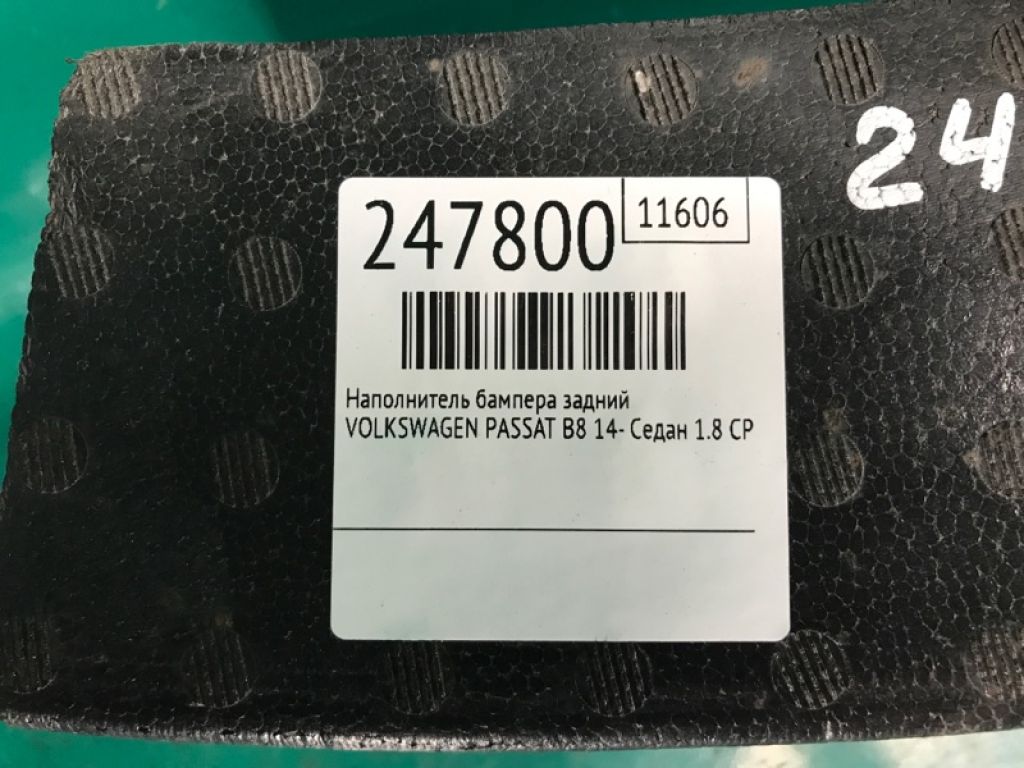 24
247800
11606
Наполнитель бампера задний
VOLKSWAGEN PASSAT B8 14- Седан 1.8 CP